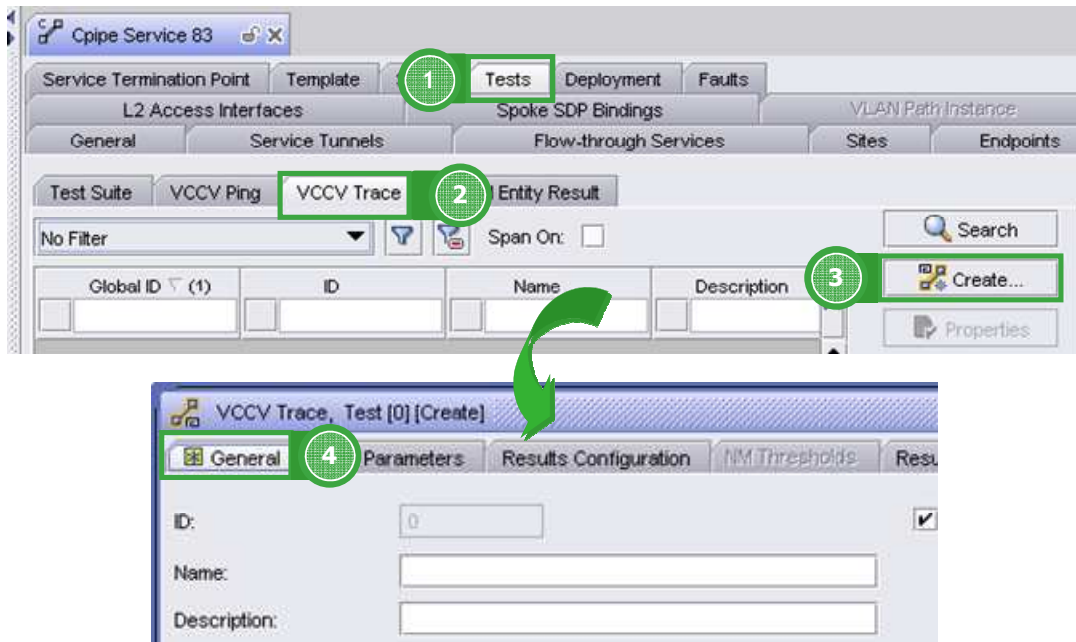 Cpipe Service 83
Service Termination Point Template S 1 Tests Deployment Faults
L2 Access Interfaces Spoke SDP Bindings VLAN Path Instance
General Service Tunnels Flow-through Services Sites Endpoints
Test Suite VCCV Ping VCCV Trace 2 Entity Result
No Filter Span On: Search
Global ID (1) ID Name Description 3 Create...
Properties
VCCV Trace, Test [0] [Create]
General 4 Parameters Results Configuration NM Thresholds Resu
ID: 0
Name:
Description: